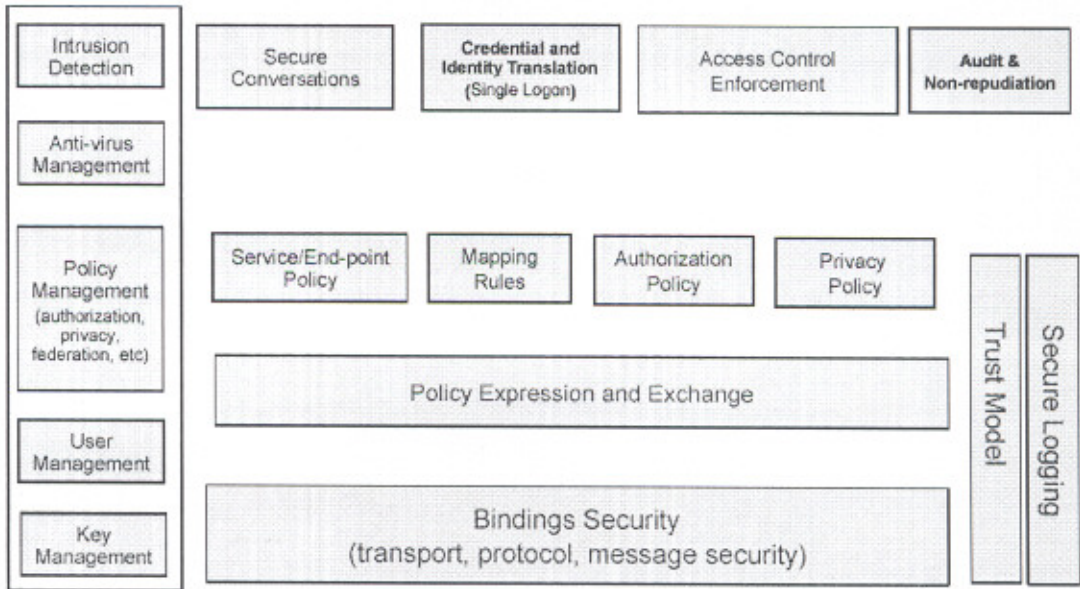 Intrusion
Detection
Anti-virus
Management
Policy
Management
(authorization,
privacy,
federation, etc)
User
Management
Key
Management
Secure
Conversations
Credential and
Identity Translation
(Single Logon)
Access Control
Enforcement
Audit &
Non-repudiation
Service/End-point
Policy
Mapping
Rules
Authorization
Policy
Privacy
Policy
Policy Expression and Exchange
Bindings Security
(transport, protocol, message security)
Trust Model
Secure Logging